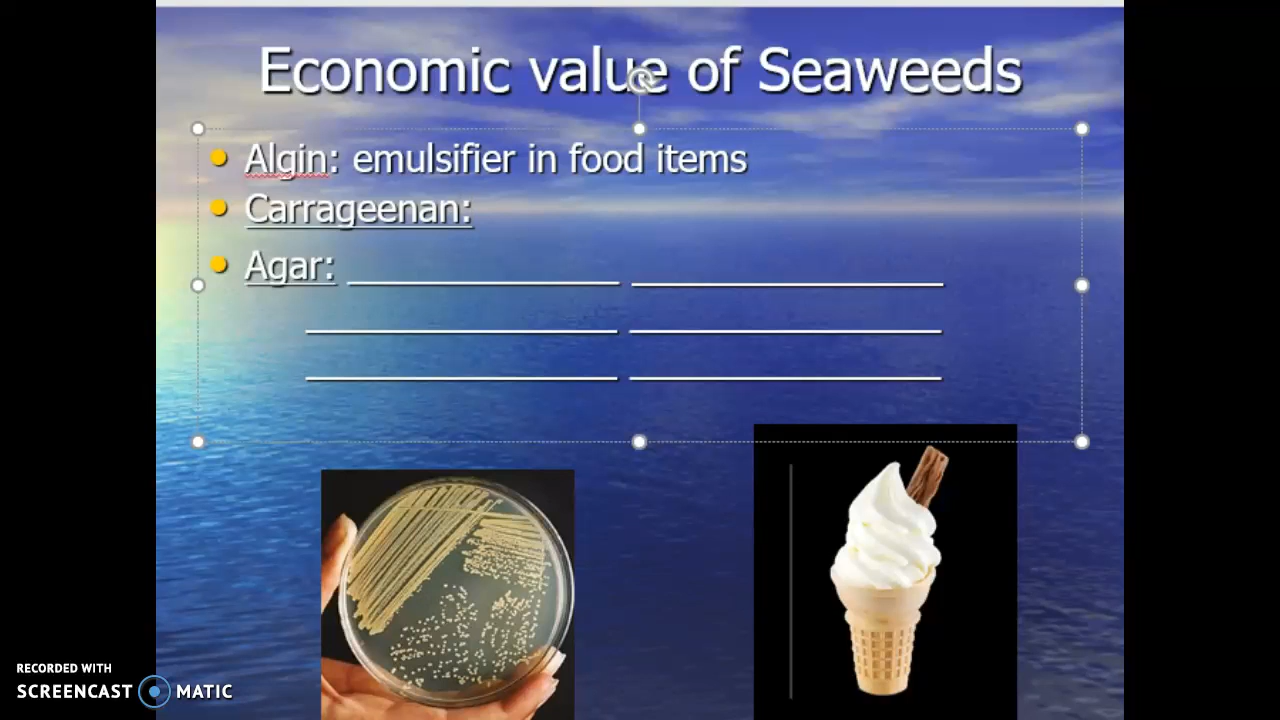 Economic value of Seaweeds
Algin: emulsifier in food items
Carrageenan:
Agar:
RECORDED WITH
SCREENCAST MATIC